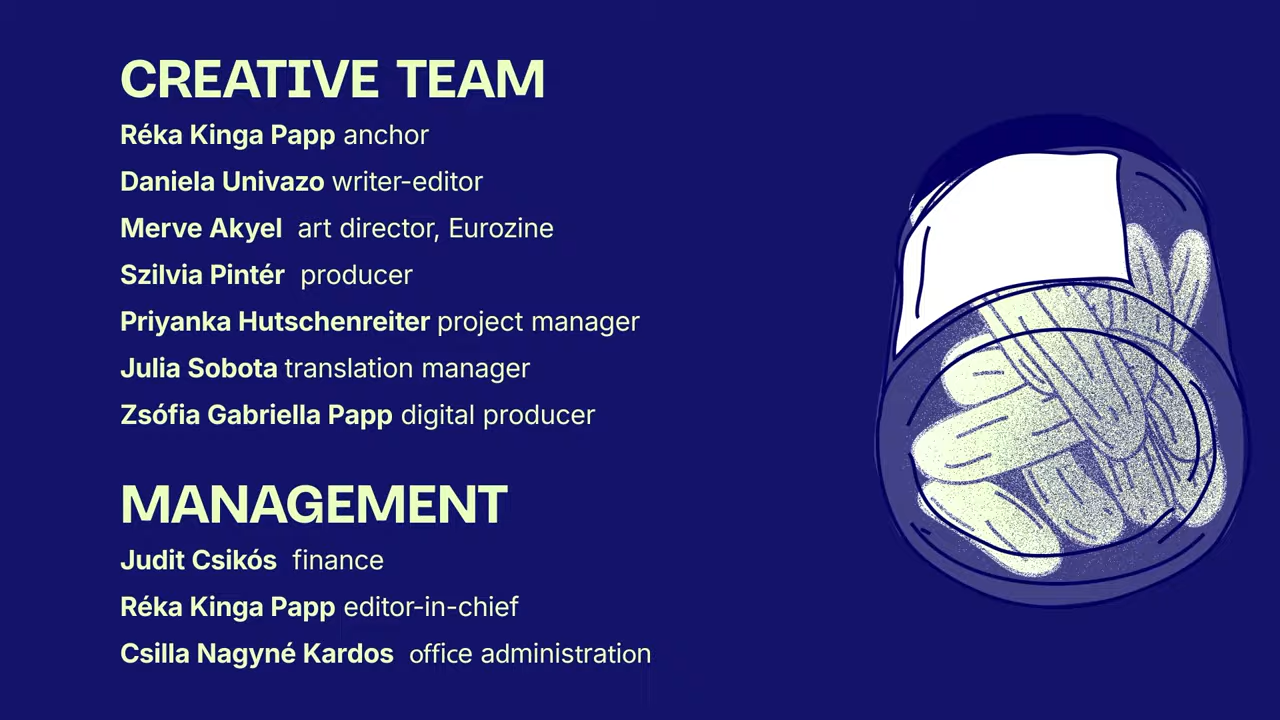 CREATIVE TEAM
Réka Kinga Papp anchor
Daniela Univazo writer-editor
Merve Akyel art director, Eurozine
Szilvia Pintér producer
Priyanka Hutschenreiter project manager
Julia Sobota translation manager
Zsófia Gabriella Papp digital producer
MANAGEMENT
Judit Csikós finance
Réka Kinga Papp editor-in-chief
Csilla Nagyné Kardos office administration